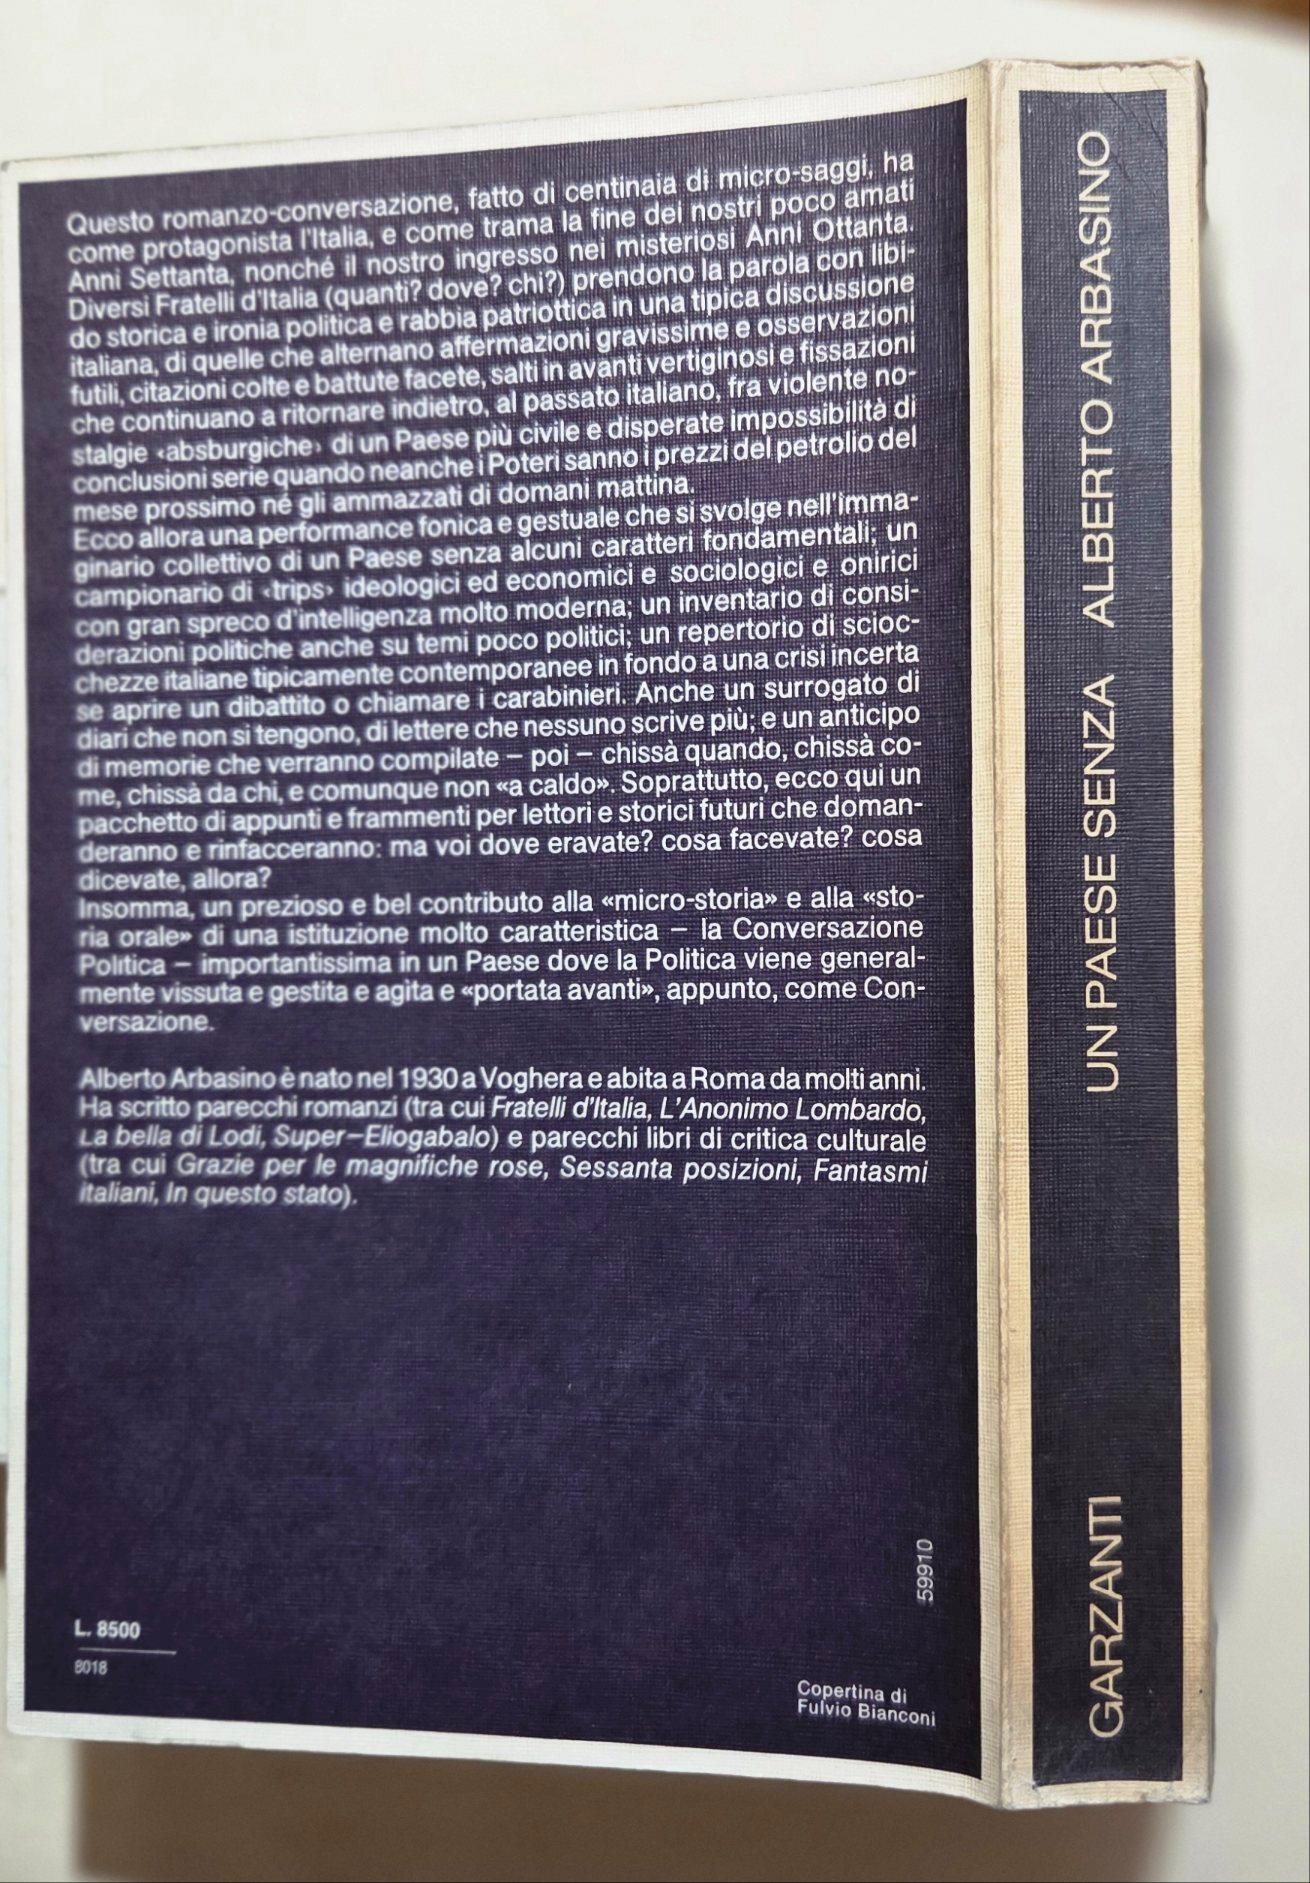 Questo romanzo-conversazione, fatto di centinaia di micro-saggi, ha
come protagonista l'Italia, e come trama la fine dei nostri poco amati
Anni Settanta, nonché il nostro ingresso nei misteriosi Anni Ottanta.
Diversi Fratelli d'Italia (quanti? dove? chi?) prendono la parola con libi-
do storica e ironia politica e rabbia patriottica in una tipica discussione
italiana, di quelle che alternano affermazioni gravissime e osservazioni
futili, citazioni colte e battute facete, salti in avanti vertiginosi e fissazioni
che continuano a ritornare indietro, al passato italiano, fra violente no-
stalgie ‹absburgiche› di un Paese più civile e disperate impossibilità di
conclusioni serie quando neanche i Poteri sanno i prezzi del petrolio del
mese prossimo né gli ammazzati di domani mattina.
Ecco allora una performance fonica e gestuale che si svolge nell'imma-
ginario collettivo di un Paese senza alcuni caratteri fondamentali; un
campionario di ‹trips› ideologici ed economici e sociologici e onirici
con gran spreco d'intelligenza molto moderna; un inventario di consi-
derazioni politiche anche su temi poco politici; un repertorio di scioc-
chezze italiane tipicamente contemporanee in fondo a una crisi incerta
se aprire un dibattito o chiamare i carabinieri. Anche un surrogato di
diari che non si tengono, di lettere che nessuno scrive più; e un anticipo
di memorie che verranno compilate – poi – chissà quando, chissà co-
me, chissà da chi, e comunque non «a caldo». Soprattutto, ecco qui un
pacchetto di appunti e frammenti per lettori e storici futuri che doman-
deranno e rinfacceranno: ma voi dove eravate? cosa facevate? cosa
dicevate, allora?
Insomma, un prezioso e bel contributo alla «micro-storia» e alla «sto-
ria orale» di una istituzione molto caratteristica – la Conversazione
Politica – importantissima in un Paese dove la Politica viene general-
mente vissuta e gestita e agita e «portata avanti», appunto, come Con-
versazione.
Alberto Arbasino è nato nel 1930 a Voghera e abita a Roma da molti anni.
Ha scritto parecchi romanzi (tra cui Fratelli d'Italia, L'Anonimo Lombardo,
La bella di Lodi, Super–Eliogabalo) e parecchi libri di critica culturale
(tra cui Grazie per le magnifiche rose, Sessanta posizioni, Fantasmi
italiani, In questo stato).
59910
L. 8500
8018
Copertina di
Fulvio Bianconi
GARZANTI UN PAESE SENZA ALBERTO ARBASINO